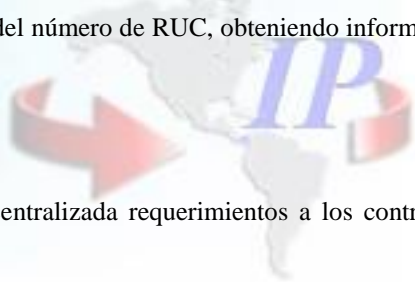 del número de RUC, obteniendo inform
IP
entralizada requerimientos a los contr